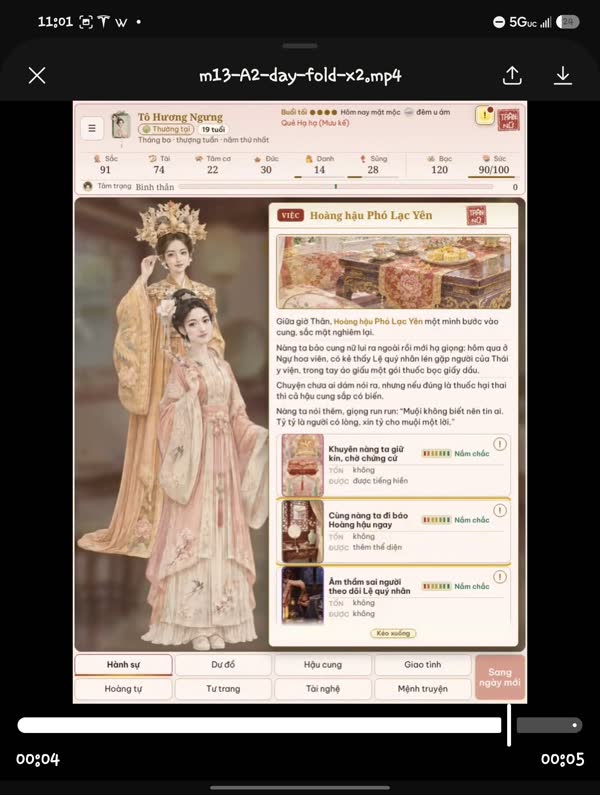 11:01
W
5GUC
24
m13-A2-day-fold-x2.mp4
Tô Hương Ngưng
Thường tại
19 tuổi
Tháng ba · thượng tuần · năm thứ nhất
Buổi tối
Hôm nay mặt mộc
đêm u ám
Quẻ Hạ hạ (Mưu kế)
!
TRÂM NỮ
Sắc
91
Tài
74
Tâm cơ
22
Đức
30
Danh
14
Sủng
28
Bạc
120
Sức
90/100
Tâm trạng
Bình thản
0
VIỆC
Hoàng hậu Phó Lạc Yên
Giữa giờ Thân, Hoàng hậu Phó Lạc Yên một mình bước vào
cung, sắc mặt nghiêm lại.
Nàng ta bảo cung nữ lui ra ngoài rồi mới hạ giọng: hôm qua ở
Ngự hoa viên, có kẻ thấy Lệ quý nhân lén gặp người của Thái
y viện, trong tay áo giấu một gói thuốc bọc giấy dầu.
Chuyện chưa ai dám nói ra, nhưng nếu đúng là thuốc hại thai
thì cả hậu cung sắp có biến.
Nàng ta nói thêm, giọng run run: “Muội không biết nên tin ai.
Tỷ tỷ là người có lòng, xin tỷ cho muội một lời.”
Khuyên nàng ta giữ
kín, chờ chứng cứ
Nắm chắc
!
TỐN không
ĐƯỢC được tiếng hiền
Cùng nàng ta đi báo
Hoàng hậu ngay
Nắm chắc
!
TỐN không
ĐƯỢC thêm thể diện
Âm thầm sai người
theo dõi Lệ quý nhân
Nắm chắc
!
TỐN không
ĐƯỢC không
Kéo xuống
Hành sự
Dư đồ
Hậu cung
Giao tình
Sang
ngày mới
Hoàng tự
Tư trang
Tài nghệ
Mệnh truyện
00:04
00:05